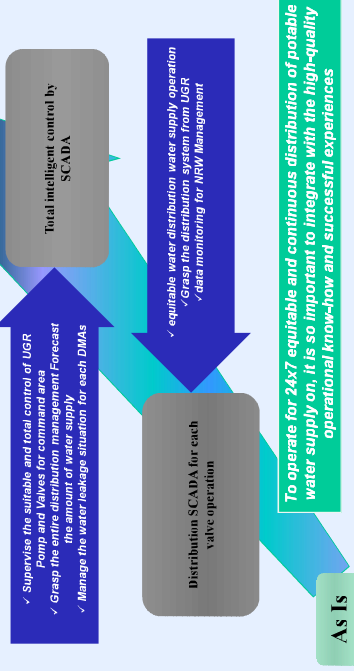 Total intelligent control by
SCADA
✓ Supervise the suitable and total control of UGR
Pomp and Valves for command area
✓ Grasp the entire distribution management Forecast
the amount of water supply
✓ Manage the water leakage situation for each DMAs
✓ equitable water distribution water supply operation
✓Grasp the distribution system from UGR
✓data monitoring for NRW Management
Distribution SCADA for each
valve operation
To operate for 24x7 equitable and continuous distribution of potable
water supply on, it is so important to integrate with the high-quality
operational know-how and successful experiences
As Is